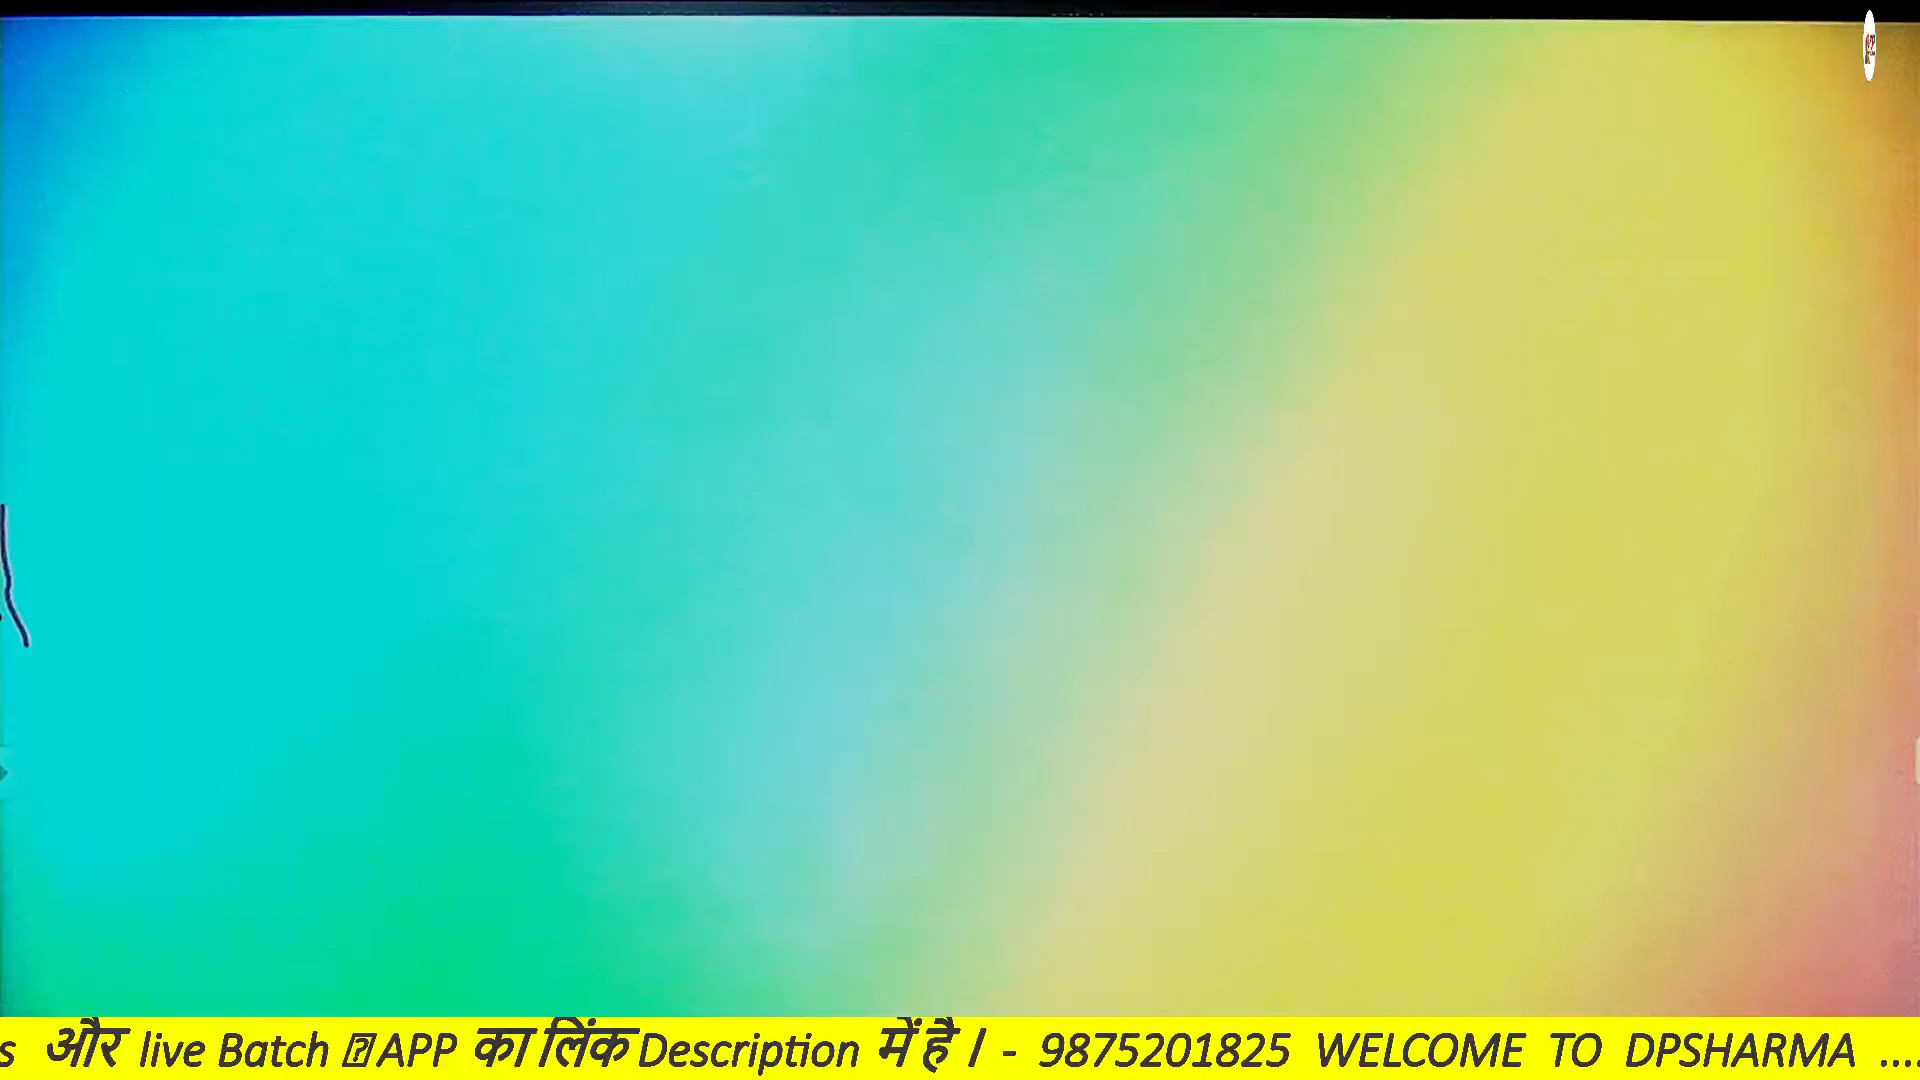 s और live Batch APP का लिंक Description में है । - 9875201825 WELCOME TO DPSHARMA ....